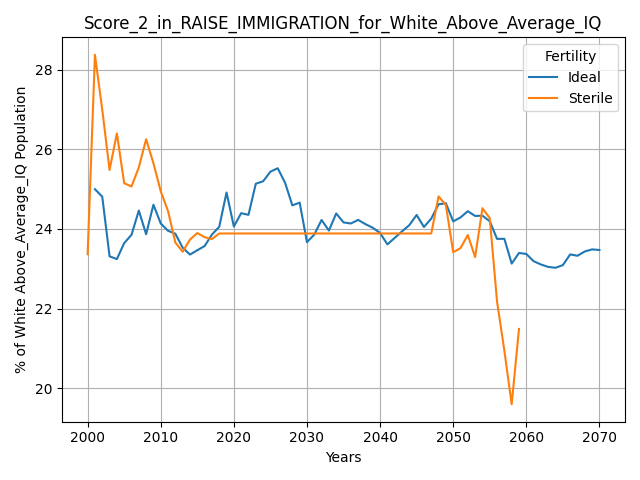 Score_2_in_RAISE_IMMIGRATION_for_White_Above_Average_IQ
Fertility
Ideal
Sterile
% of White Above_Average_IQ Population
28
26
24
22
20
2000 2010 2020 2030 2040 2050 2060 2070
Years